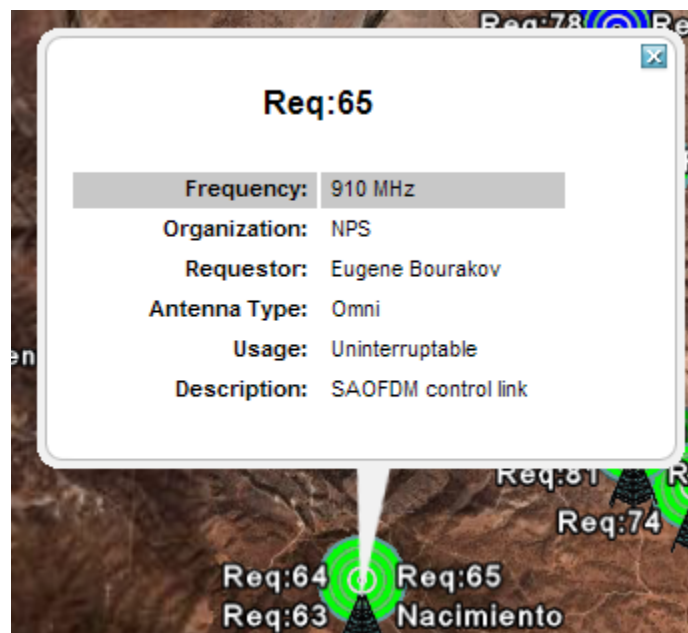 Req:78
Req:65
Frequency: 910 MHz
Organization: NPS
Requestor: Eugene Bourakov
Antenna Type: Omni
Usage: Uninterruptable
Description: SAOFDM control link
en
Req:81
Req:74
Req:64 Req:65
Req:63 Nacimiento